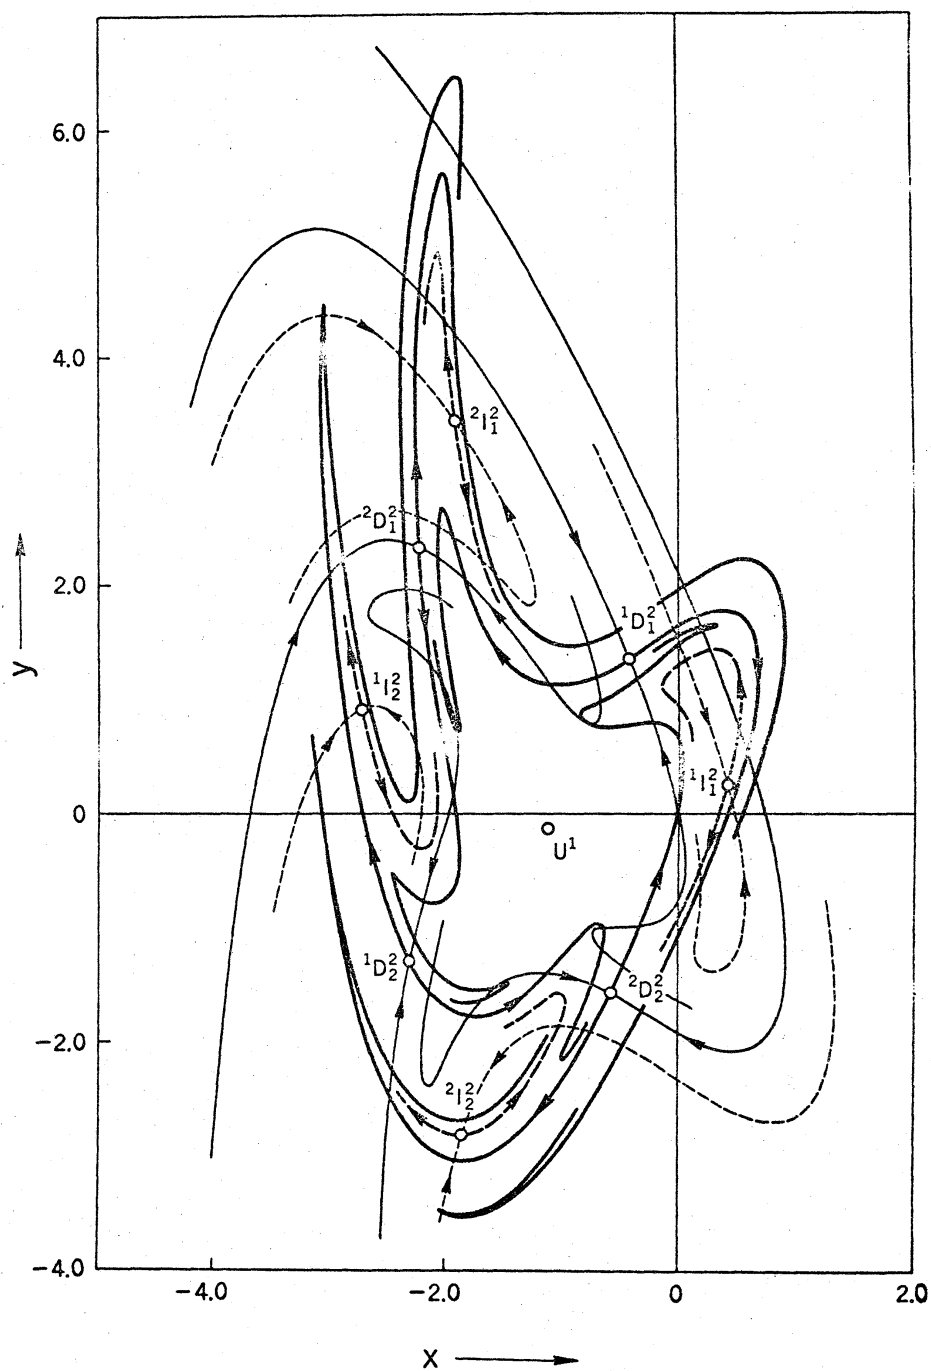 6.0
4.0
2.0
0
−2.0
−4.0
−4.0
−2.0
0
2.0
y
X
²I₁²
²D₁²
¹D₁²
¹I₂²
¹I₁²
U¹
¹D₂²
²D₂²
²I₂²